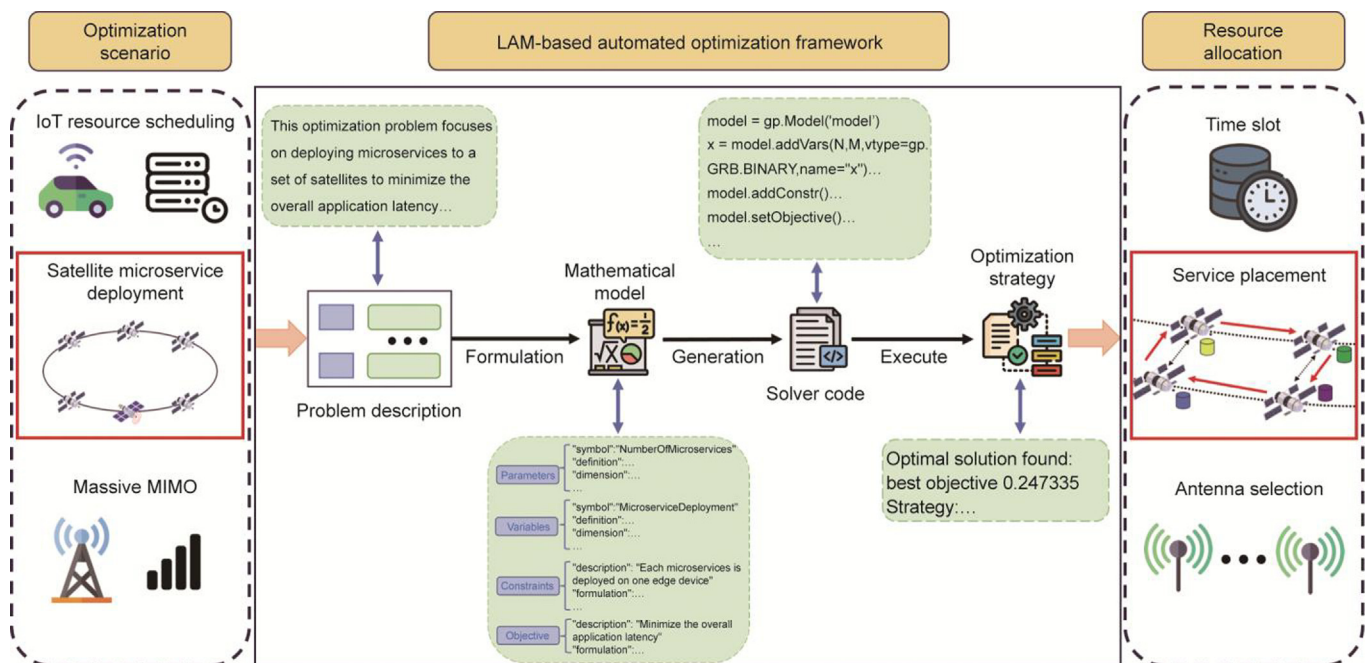 Optimization
scenario
LAM-based automated optimization framework
Resource
allocation
IoT resource scheduling
Satellite microservice
deployment
Massive MIMO
This optimization problem focuses
on deploying microservices to a
set of satellites to minimize the
overall application latency…
Problem description
Formulation
Mathematical
model
f(x)=1/2
√X
Generation
"symbol":"NumberOfMicroservices"
Parameters
"definition":…
"dimension":…
…
"symbol":"MicroserviceDeployment"
Variables
"definition":…
"dimension":…
…
"description": "Each microservices is
Constraints
deployed on one edge device"
"formulation":…
…
"description": "Minimize the overall
Objective
application latency"
"formulation":…
model = gp.Model('model')
x = model.addVars(N,M,vtype=gp.
GRB.BINARY,name="x")…
model.addConstr()…
model.setObjective()…
…
</>
Solver code
Execute
Optimization
strategy
Optimal solution found:
best objective 0.247335
Strategy:…
Time slot
Service placement
Antenna selection